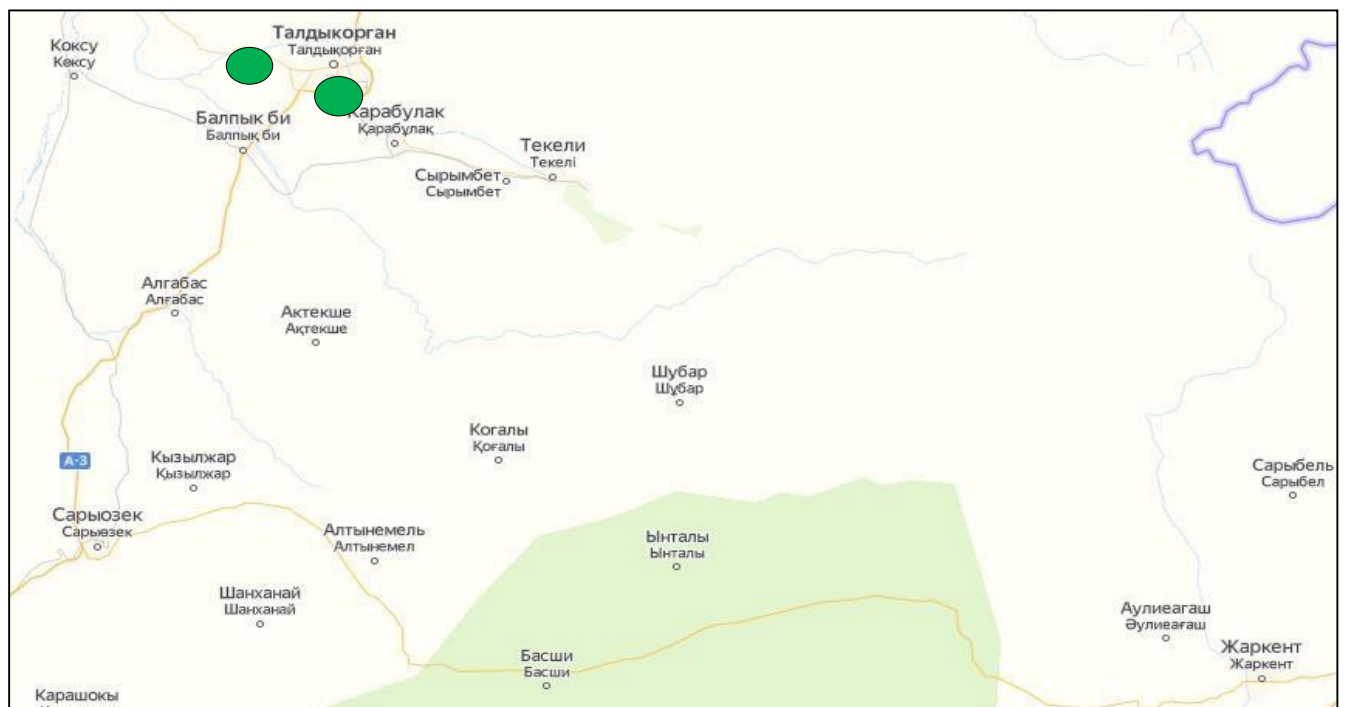 Талдыкорган
Талдықорған
Коксу
Көксу
Балпык би
Балпық би
Карабулак
Қарабұлақ
Текели
Текелі
Сырымбет
Сырымбет
Алгабас
Алғабас
Актекше
Ақтекше
Шубар
Шұбар
Когалы
Қоғалы
А-3
Кызылжар
Қызылжар
Сарыбель
Сарыбел
Сарыозек
Сарыөзек
Алтынемель
Алтынемел
Ынталы
Ынталы
Шанханай
Шанханай
Аулиеагаш
Әулиеағаш
Басши
Басши
Жаркент
Жаркент
Карашокы